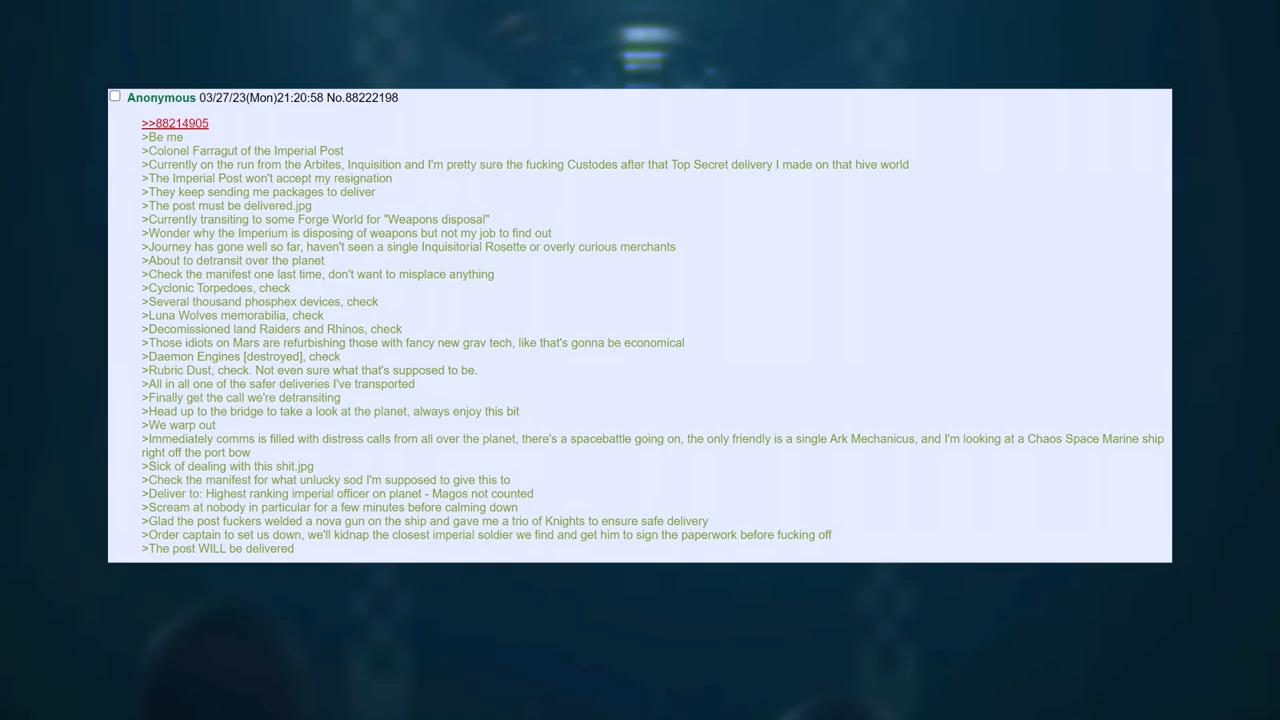 Anonymous 03/27/23(Mon)21:20:58 No.88222198
>>88214905
>Be me
>Colonel Farragut of the Imperial Post
>Currently on the run from the Arbites, Inquisition and I'm pretty sure the fucking Custodes after that Top Secret delivery I made on that hive world
>The Imperial Post won't accept my resignation
>They keep sending me packages to deliver
>The post must be delivered.jpg
>Currently transiting to some Forge World for "Weapons disposal"
>Wonder why the Imperium is disposing of weapons but not my job to find out
>Journey has gone well so far, haven't seen a single Inquisitorial Rosette or overly curious merchants
>About to detransit over the planet
>Check the manifest one last time, don't want to misplace anything
>Cyclonic Torpedoes, check
>Several thousand phosphex devices, check
>Luna Wolves memorabilia, check
>Decomissioned land Raiders and Rhinos, check
>Those idiots on Mars are refurbishing those with fancy new grav tech, like that's gonna be economical
>Daemon Engines [destroyed], check
>Rubric Dust, check. Not even sure what that's supposed to be.
>All in all one of the safer deliveries I've transported
>Finally get the call we're detransiting
>Head up to the bridge to take a look at the planet, always enjoy this bit
>We warp out
>Immediately comms is filled with distress calls from all over the planet, there's a spacebattle going on, the only friendly is a single Ark Mechanicus, and I'm looking at a Chaos Space Marine ship
right off the port bow
>Sick of dealing with this shit.jpg
>Check the manifest for what unlucky sod I'm supposed to give this to
>Deliver to: Highest ranking imperial officer on planet - Magos not counted
>Scream at nobody in particular for a few minutes before calming down
>Glad the post fuckers welded a nova gun on the ship and gave me a trio of Knights to ensure safe delivery
>Order captain to set us down, we'll kidnap the closest imperial soldier we find and get him to sign the paperwork before fucking off
>The post WILL be delivered